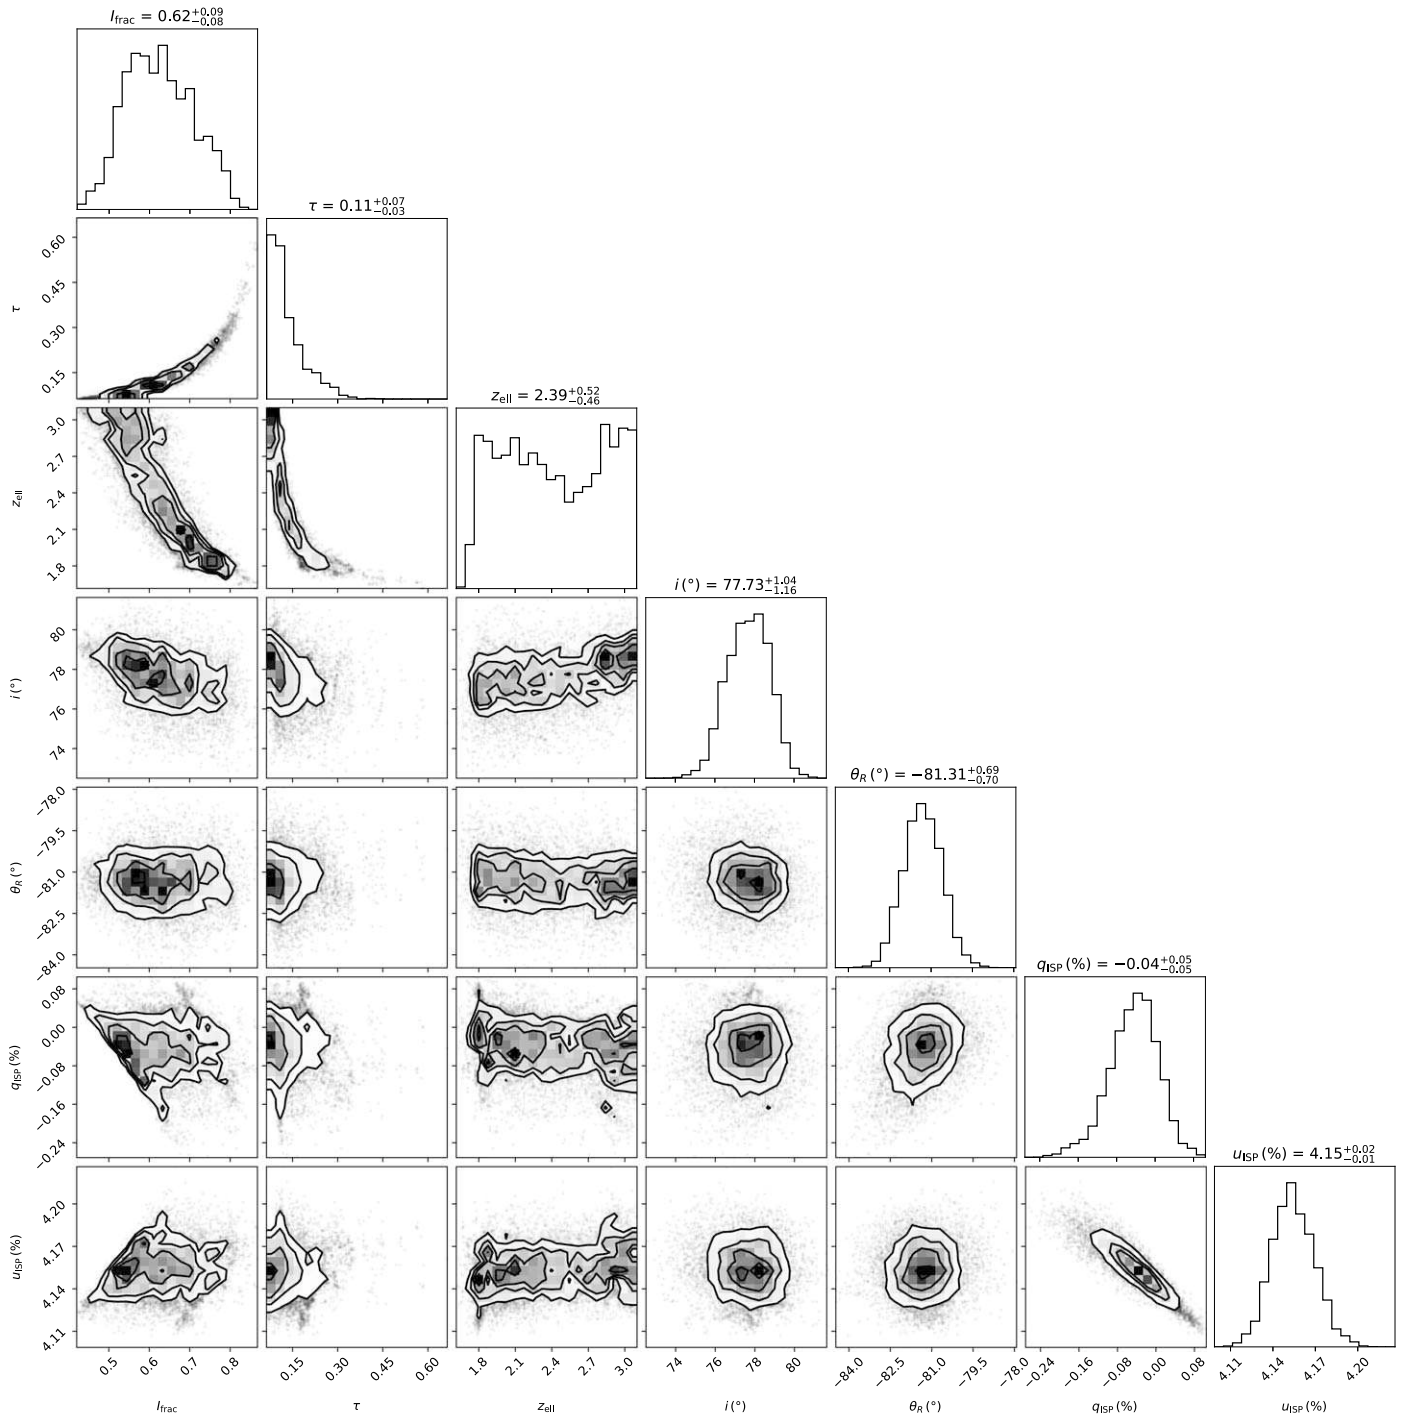 I_frac = 0.62 +0.09 −0.08
τ = 0.11 +0.07 −0.03
0.60
0.45
0.30
0.15
τ
z_ell = 2.39 +0.52 −0.46
3.0
2.7
2.4
2.1
1.8
z_ell
i (°) = 77.73 +1.04 −1.16
80
78
76
74
i (°)
θ_R (°) = −81.31 +0.69 −0.70
−78.0
−79.5
−81.0
−82.5
−84.0
θ_R (°)
q_ISP (%) = −0.04 +0.05 −0.05
0.08
0.00
−0.08
−0.16
−0.24
q_ISP (%)
u_ISP (%) = 4.15 +0.02 −0.01
4.20
4.17
4.14
4.11
u_ISP (%)
0.5 0.6 0.7 0.8 0.15 0.30 0.45 0.60 1.8 2.1 2.4 2.7 3.0 74 76 78 80 −84.0 −82.5 −81.0 −79.5 −78.0 −0.24 −0.16 −0.08 0.00 0.08 4.11 4.14 4.17 4.20
I_frac τ z_ell i (°) θ_R (°) q_ISP (%) u_ISP (%)